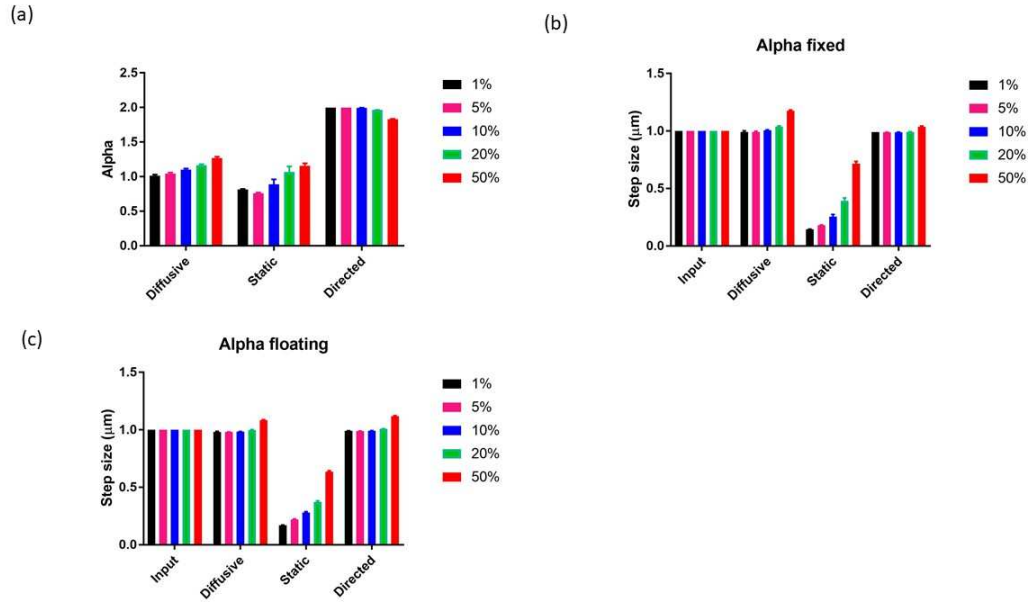 (a)
Alpha
2.5
2.0
1.5
1.0
0.5
0.0
Diffusive
Static
Directed
1%
5%
10%
20%
50%
(b)
Alpha fixed
Step size (μm)
1.5
1.0
0.5
0.0
Input
Diffusive
Static
Directed
1%
5%
10%
20%
50%
(c)
Alpha floating
Step size (μm)
1.5
1.0
0.5
0.0
Input
Diffusive
Static
Directed
1%
5%
10%
20%
50%